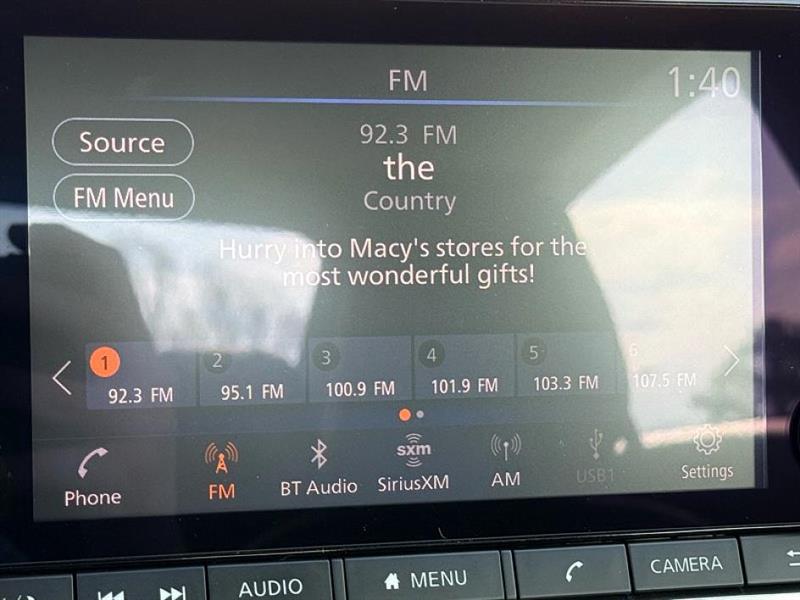 FM
1:40
Source
92.3 FM
the
FM Menu
Country
Hurry into Macy's stores for the
most wonderful gifts!
1 2 3 4 5 6
92.3 FM 95.1 FM 100.9 FM 101.9 FM 103.3 FM 107.5 FM
sxm
Phone FM BT Audio SiriusXM AM USB1 Settings
AUDIO MENU CAMERA